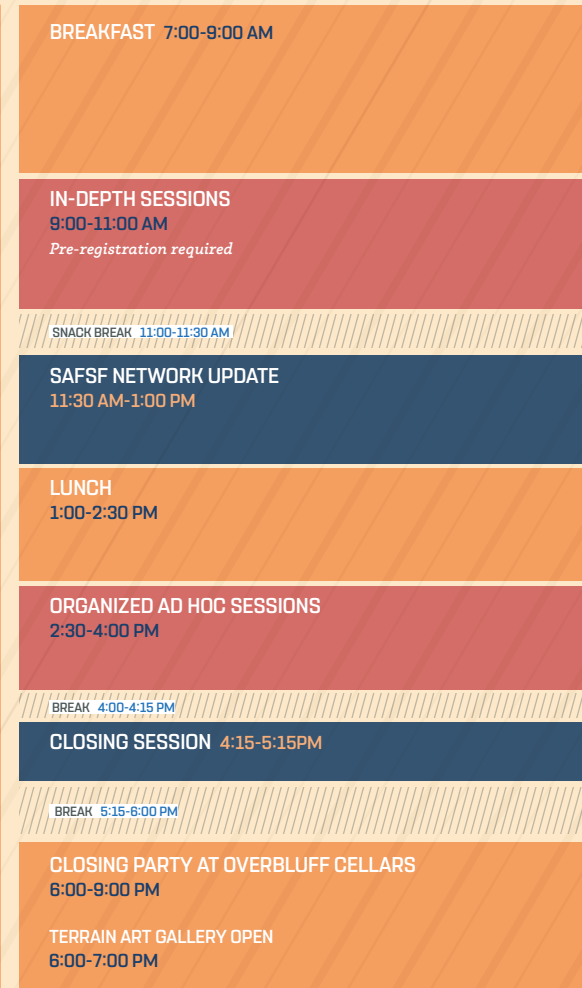 BREAKFAST 7:00-9:00 AM
IN-DEPTH SESSIONS
9:00-11:00 AM
Pre-registration required
SNACK BREAK 11:00-11:30 AM
SAFSF NETWORK UPDATE
11:30 AM-1:00 PM
LUNCH
1:00-2:30 PM
ORGANIZED AD HOC SESSIONS
2:30-4:00 PM
BREAK 4:00-4:15 PM
CLOSING SESSION 4:15-5:15PM
BREAK 5:15-6:00 PM
CLOSING PARTY AT OVERBLUFF CELLARS
6:00-9:00 PM
TERRAIN ART GALLERY OPEN
6:00-7:00 PM